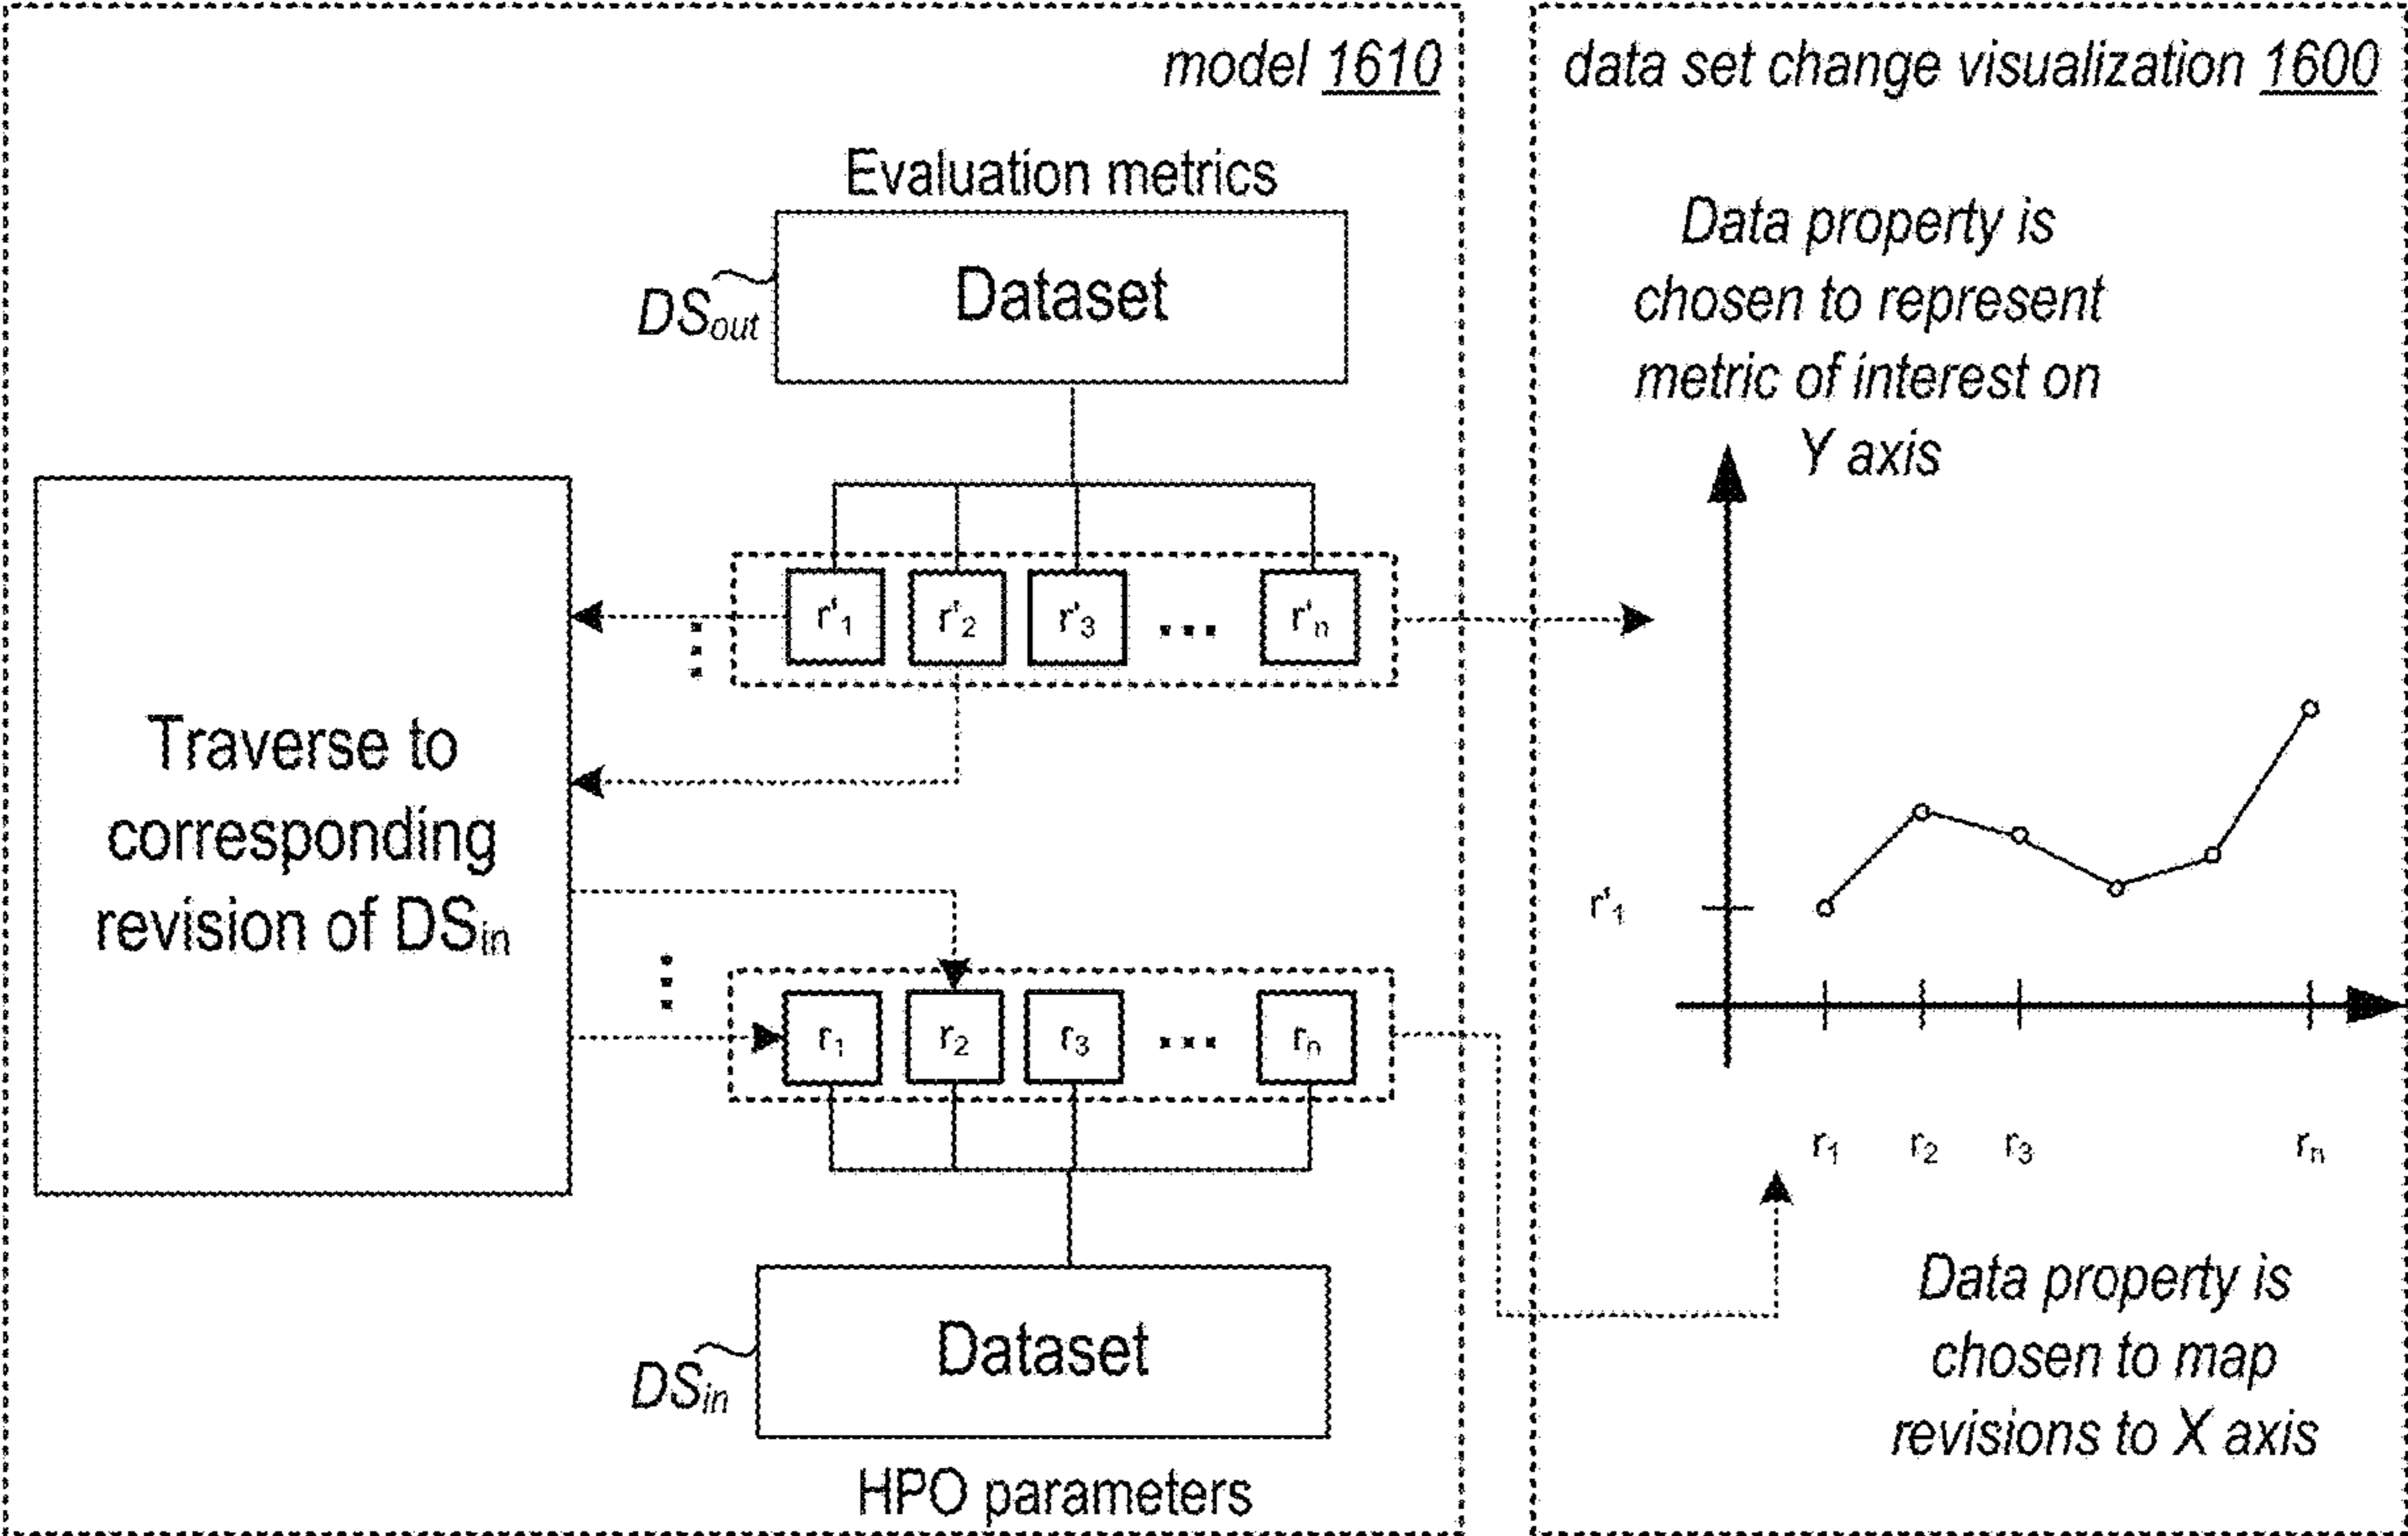 model 1610
Evaluation metrics
Dataset
DSout
r'1 r'2 r'3 ... r'n
Traverse to
corresponding
revision of DSin
r1 r2 r3 ... rn
Dataset
DSin
HPO parameters
data set change visualization 1600
Data property is
chosen to represent
metric of interest on
Y axis
r'1
r1 r2 r3 rn
Data property is
chosen to map
revisions to X axis